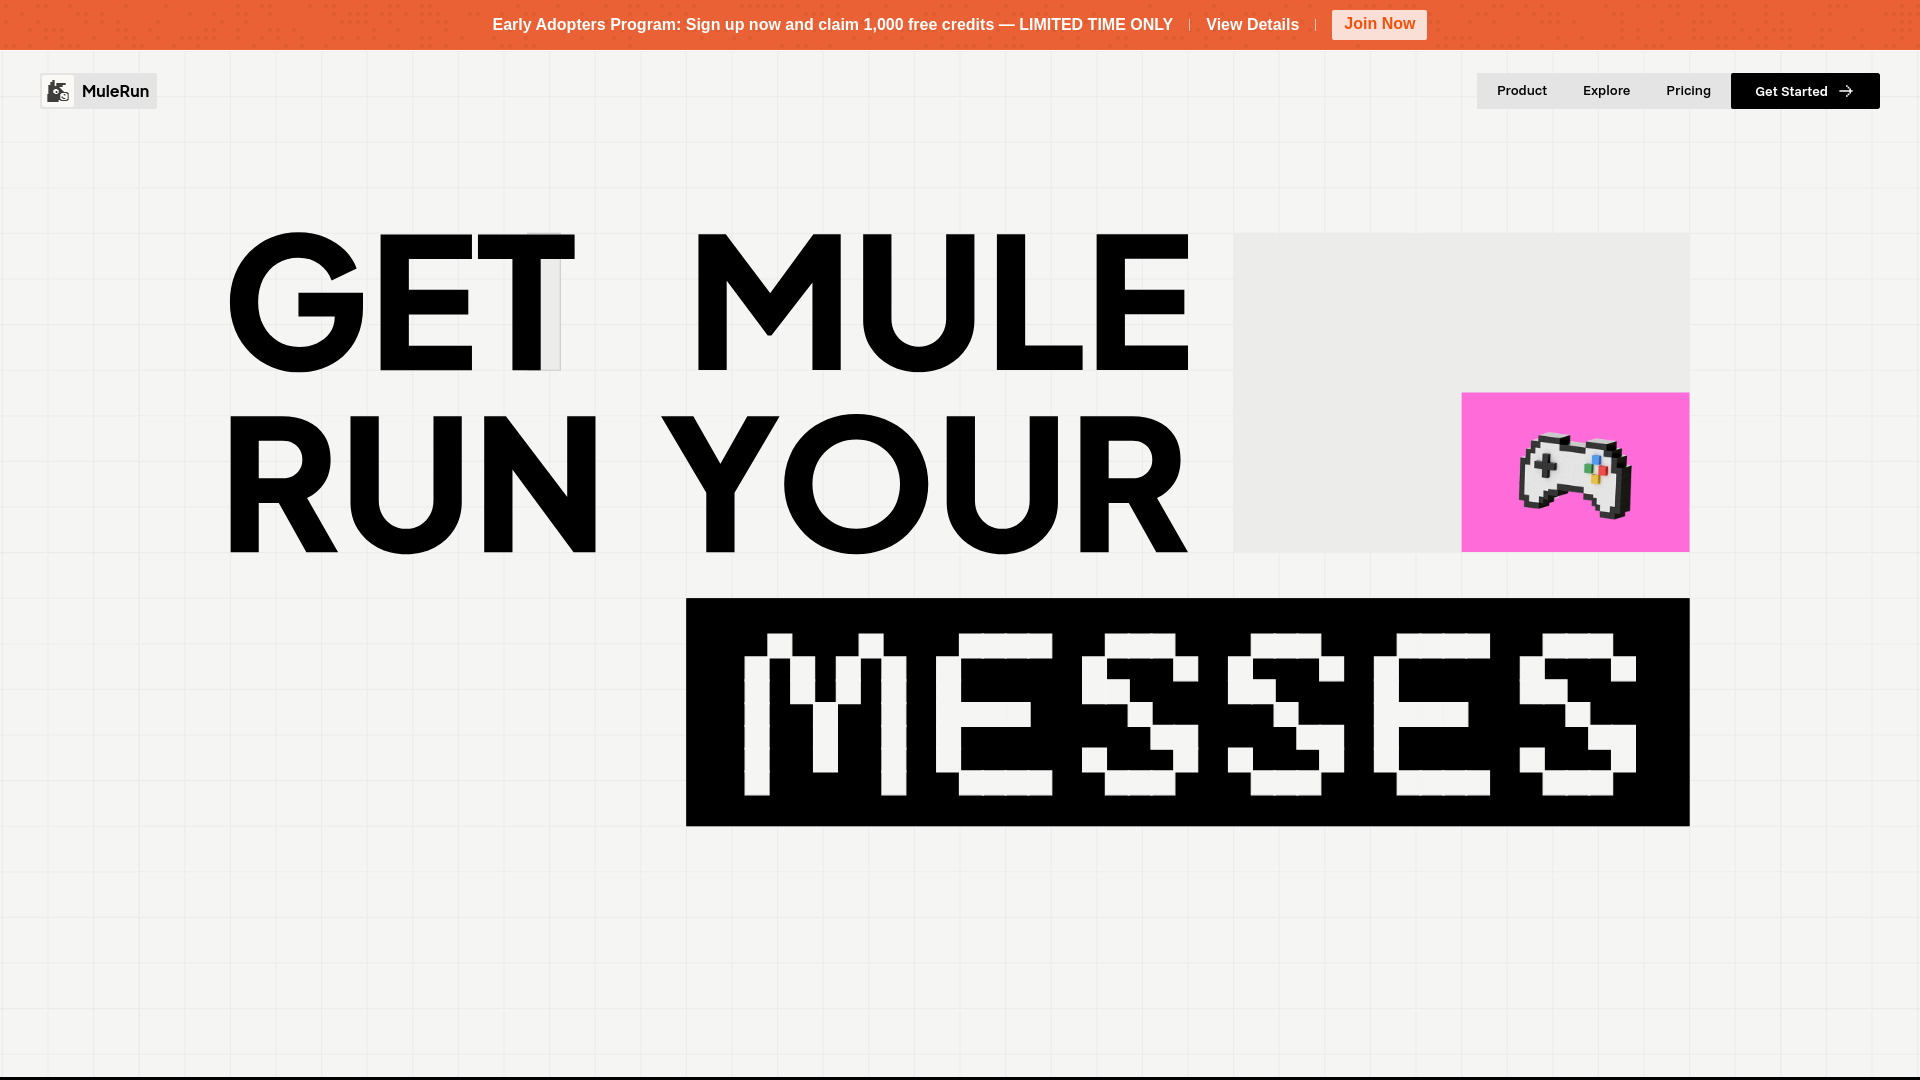 Early Adopters Program: Sign up now and claim 1,000 free credits — LIMITED TIME ONLY
View Details
Join Now
MuleRun
Product
Explore
Pricing
Get Started
GET MULE
RUN YOUR
MESSES